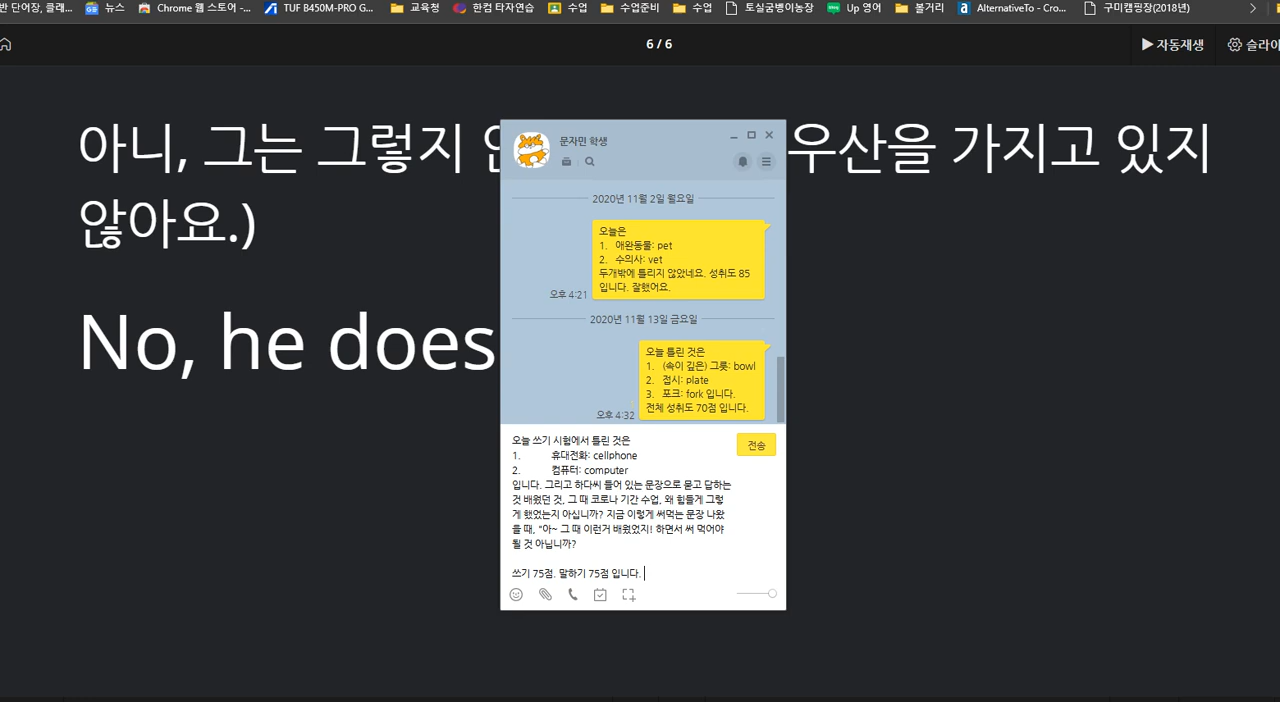 반 단어장, 클래... 뉴스 Chrome 웹 스토어 -... TUF B450M-PRO G... 교육청 한컴 타자연습 수업 수업준비 수업 토실굼벵이농장 Up 영어 볼거리 AlternativeTo - Cro... 구미캠핑장(2018년)
6 / 6
자동재생
슬라이
아니, 그는 그렇지
우산을 가지고 있지
않아요.)
No, he does
문자민 학생
2020년 11월 2일 월요일
오늘은
1. 애완동물: pet
2. 수의사: vet
두개밖에 틀리지 않았네요. 성취도 85
입니다. 잘했어요.
오후 4:21
2020년 11월 13일 금요일
오늘 틀린 것은
1. (속이 깊은) 그릇: bowl
2. 접시: plate
3. 포크: fork 입니다.
전체 성취도 70점 입니다.
오후 4:32
오늘 쓰기 시험에서 틀린 것은
1. 휴대전화: cellphone
2. 컴퓨터: computer
입니다. 그리고 하다씨 들어 있는 문장으로 묻고 답하는
것 배웠던 것, 그 때 코로나 기간 수업, 왜 힘들게 그렇
게 했었는지 아십니까? 지금 이렇게 써먹는 문장 나왔
을 때, "아~ 그 때 이런거 배웠었지! 하면서 써 먹어야
될 것 아닙니까?
쓰기 75점. 말하기 75점 입니다.
전송